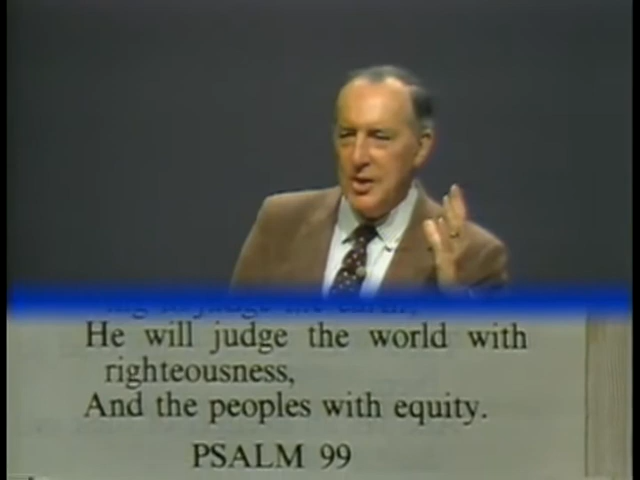 He will judge the world with
righteousness,
And the peoples with equity.
PSALM 99